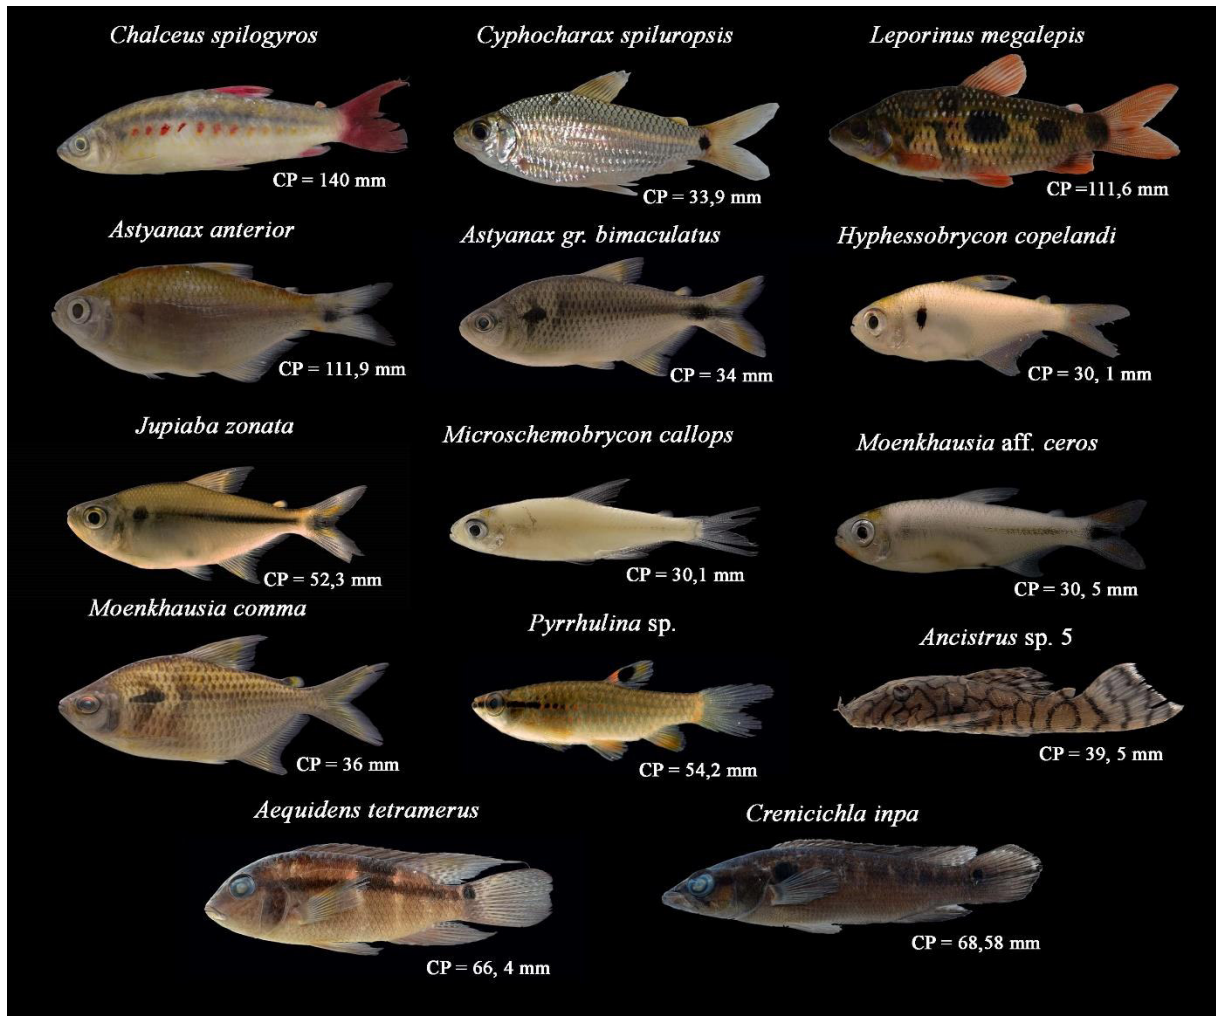 Chalceus spilogyros
Cyphocharax spiluropsis
Leporinus megalepis
CP = 140 mm
CP = 33,9 mm
CP =111,6 mm
Astyanax anterior
Astyanax gr. bimaculatus
Hyphessobrycon copelandi
CP = 111,9 mm
CP = 34 mm
CP = 30, 1 mm
Jupiaba zonata
Microschemobrycon callops
Moenkhausia aff. ceros
CP = 52,3 mm
CP = 30,1 mm
CP = 30, 5 mm
Moenkhausia comma
Pyrrhulina sp.
Ancistrus sp. 5
CP = 36 mm
CP = 54,2 mm
CP = 39, 5 mm
Aequidens tetramerus
Crenicichla inpa
CP = 66, 4 mm
CP = 68,58 mm